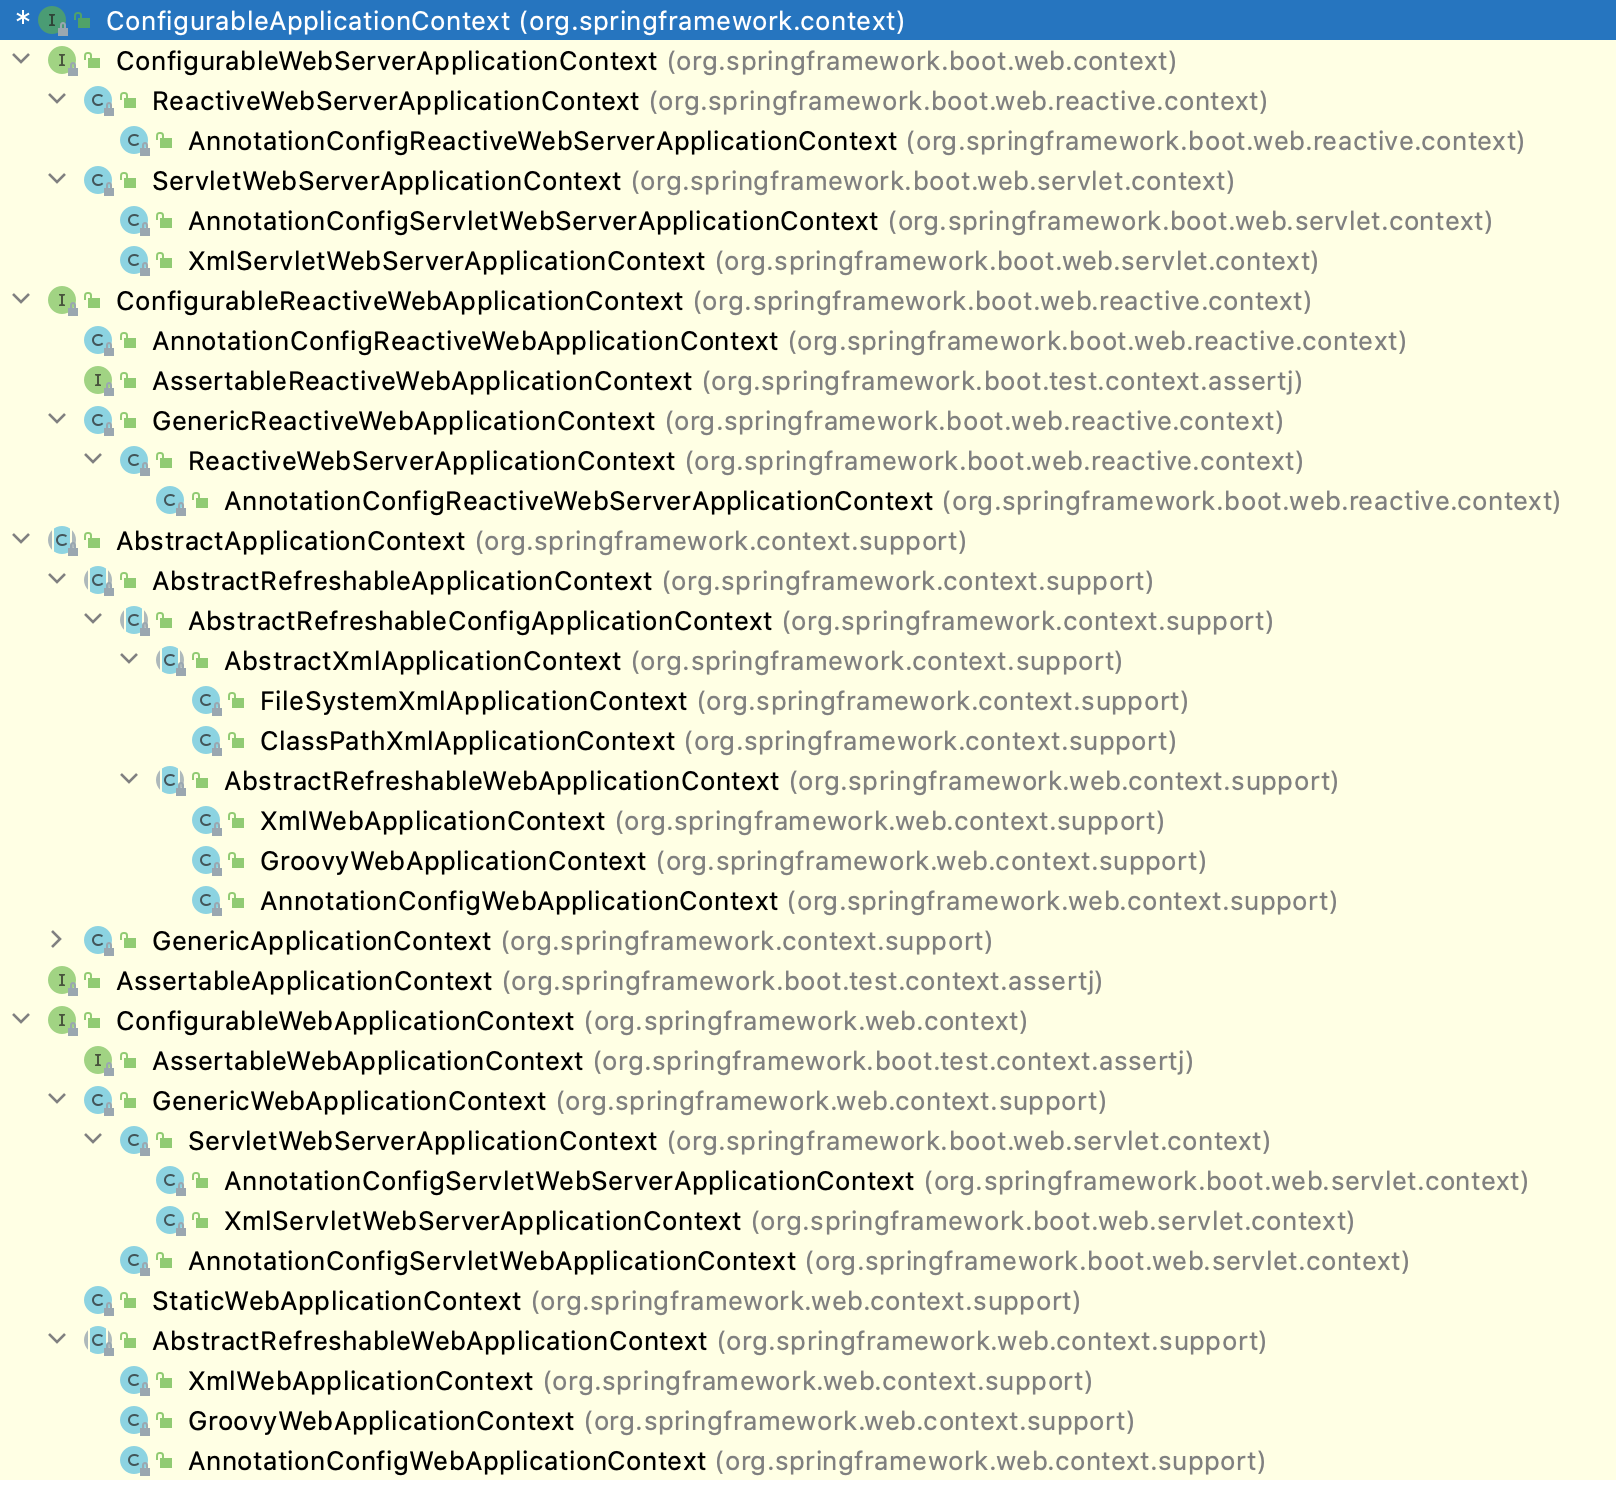 * I ConfigurableApplicationContext (org.springframework.context)
I ConfigurableWebServerApplicationContext (org.springframework.boot.web.context)
C ReactiveWebServerApplicationContext (org.springframework.boot.web.reactive.context)
C AnnotationConfigReactiveWebServerApplicationContext (org.springframework.boot.web.reactive.context)
C ServletWebServerApplicationContext (org.springframework.boot.web.servlet.context)
C AnnotationConfigServletWebServerApplicationContext (org.springframework.boot.web.servlet.context)
C XmlServletWebServerApplicationContext (org.springframework.boot.web.servlet.context)
I ConfigurableReactiveWebApplicationContext (org.springframework.boot.web.reactive.context)
C AnnotationConfigReactiveWebApplicationContext (org.springframework.boot.web.reactive.context)
I AssertableReactiveWebApplicationContext (org.springframework.boot.test.context.assertj)
C GenericReactiveWebApplicationContext (org.springframework.boot.web.reactive.context)
C ReactiveWebServerApplicationContext (org.springframework.boot.web.reactive.context)
C AnnotationConfigReactiveWebServerApplicationContext (org.springframework.boot.web.reactive.context)
C AbstractApplicationContext (org.springframework.context.support)
C AbstractRefreshableApplicationContext (org.springframework.context.support)
C AbstractRefreshableConfigApplicationContext (org.springframework.context.support)
C AbstractXmlApplicationContext (org.springframework.context.support)
C FileSystemXmlApplicationContext (org.springframework.context.support)
C ClassPathXmlApplicationContext (org.springframework.context.support)
C AbstractRefreshableWebApplicationContext (org.springframework.web.context.support)
C XmlWebApplicationContext (org.springframework.web.context.support)
C GroovyWebApplicationContext (org.springframework.web.context.support)
C AnnotationConfigWebApplicationContext (org.springframework.web.context.support)
C GenericApplicationContext (org.springframework.context.support)
I AssertableApplicationContext (org.springframework.boot.test.context.assertj)
I ConfigurableWebApplicationContext (org.springframework.web.context)
I AssertableWebApplicationContext (org.springframework.boot.test.context.assertj)
C GenericWebApplicationContext (org.springframework.web.context.support)
C ServletWebServerApplicationContext (org.springframework.boot.web.servlet.context)
C AnnotationConfigServletWebServerApplicationContext (org.springframework.boot.web.servlet.context)
C XmlServletWebServerApplicationContext (org.springframework.boot.web.servlet.context)
C AnnotationConfigServletWebApplicationContext (org.springframework.boot.web.servlet.context)
C StaticWebApplicationContext (org.springframework.web.context.support)
C AbstractRefreshableWebApplicationContext (org.springframework.web.context.support)
C XmlWebApplicationContext (org.springframework.web.context.support)
C GroovyWebApplicationContext (org.springframework.web.context.support)
C AnnotationConfigWebApplicationContext (org.springframework.web.context.support)